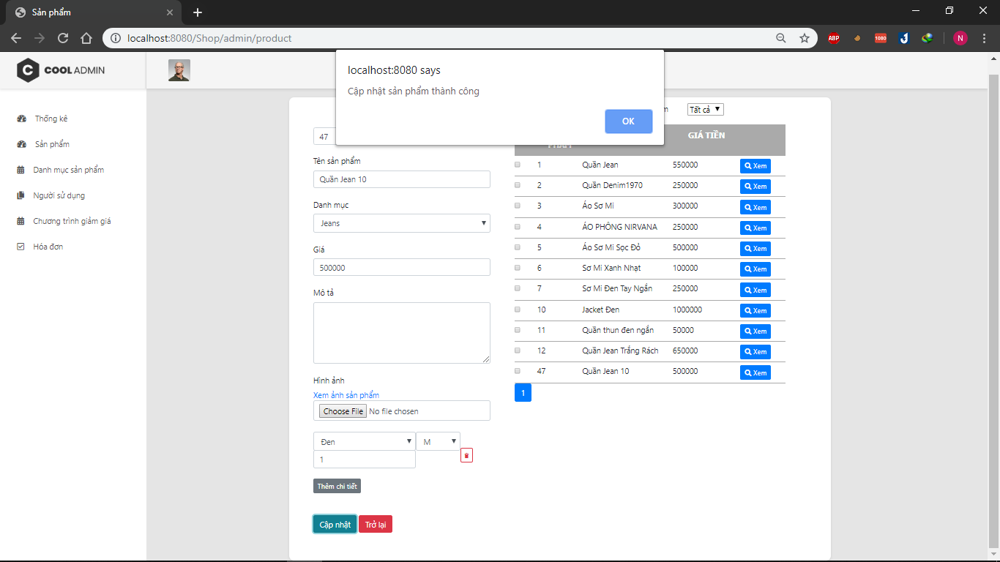 Sản phẩm
localhost:8080/Shop/admin/product
ABP
1080
N
C COOL ADMIN
localhost:8080 says
Cập nhật sản phẩm thành công
OK
Tất cả
Thống kê
Sản phẩm
Danh mục sản phẩm
Người sử dụng
Chương trình giảm giá
Hóa đơn
47
Tên sản phẩm
Quần Jean 10
Danh mục
Jeans
Giá
500000
Mô tả
Hình ảnh
Xem ảnh sản phẩm
Choose File No file chosen
Đen M
1
Thêm chi tiết
Cập nhật Trở lại
GIÁ TIỀN
1 Quần Jean 550000 Xem
2 Quần Denim1970 250000 Xem
3 Áo Sơ Mi 300000 Xem
4 ÁO PHÔNG NIRVANA 250000 Xem
5 Áo Sơ Mi Sọc Đỏ 500000 Xem
6 Sơ Mi Xanh Nhạt 100000 Xem
7 Sơ Mi Đen Tay Ngắn 250000 Xem
10 Jacket Đen 1000000 Xem
11 Quần thun đen ngắn 50000 Xem
12 Quần Jean Trắng Rách 650000 Xem
47 Quần Jean 10 500000 Xem
1